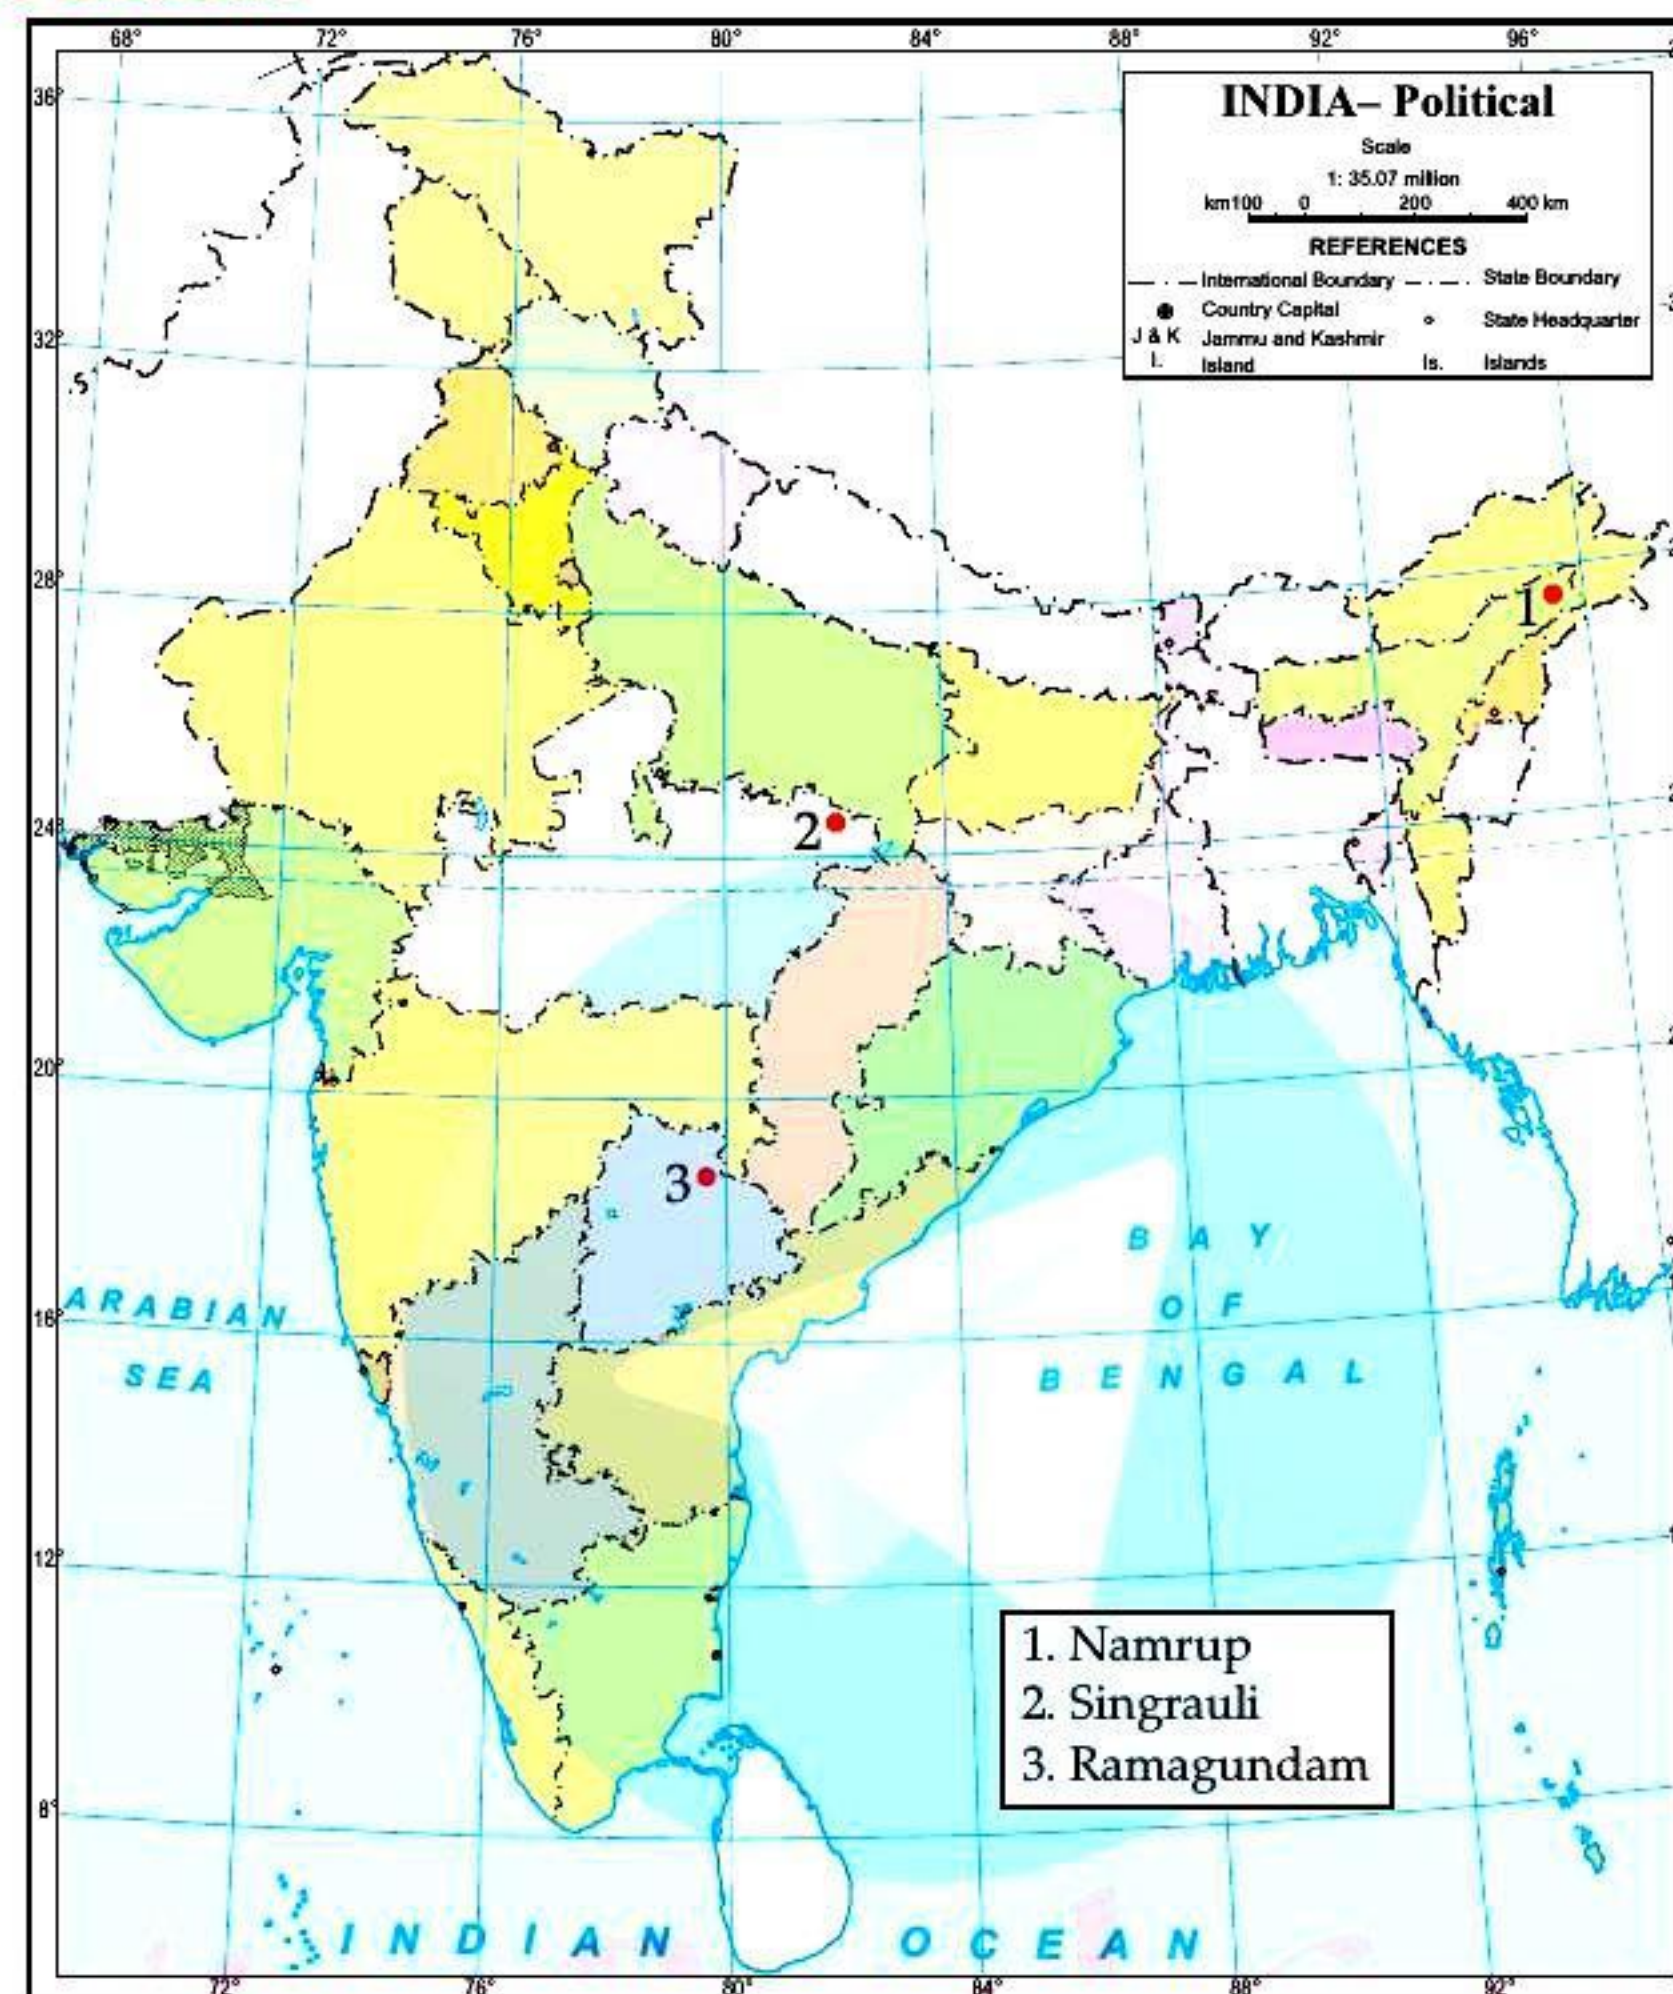 68° 72° 76° 80° 84° 88° 92° 96°
INDIA– Political
Scale
1: 35.07 million
km100 0 200 400 km
REFERENCES
International Boundary State Boundary
Country Capital
State Headquarter
J & K Jammu and Kashmir
I. Island Is. Islands
36°
32°
28°
24°
20°
16°
12°
8°
1
2
3
ARABIAN
SEA
BAY
OF
BENGAL
1. Namrup
2. Singrauli
3. Ramagundam
INDIAN OCEAN
72° 76° 80° 84° 88° 92°